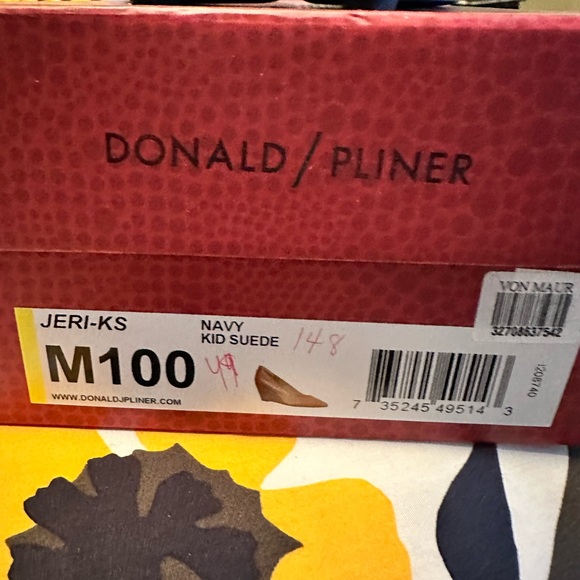 DONALD / PLINER
VON MAUR
32708637542
JERI-KS
NAVY
KID SUEDE
148
M100
49
WWW.DONALDJPLINER.COM
7 35245 49514 3
1206740